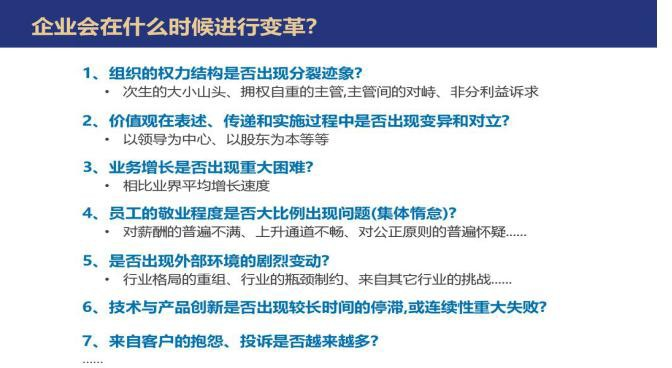 企业会在什么时候进行变革?
1、组织的权力结构是否出现分裂迹象?
• 次生的大小山头、拥权自重的主管,主管间的对峙、非分利益诉求
2、价值观在表述、传递和实施过程中是否出现变异和对立?
• 以领导为中心、以股东为本等等
3、业务增长是否出现重大困难?
• 相比业界平均增长速度
4、员工的敬业程度是否大比例出现问题(集体惰怠)?
• 对薪酬的普遍不满、上升通道不畅、对公正原则的普遍怀疑......
5、是否出现外部环境的剧烈变动?
• 行业格局的重组、行业的瓶颈制约、来自其它行业的挑战......
6、技术与产品创新是否出现较长时间的停滞,或连续性重大失败?
7、来自客户的抱怨、投诉是否越来越多?
......